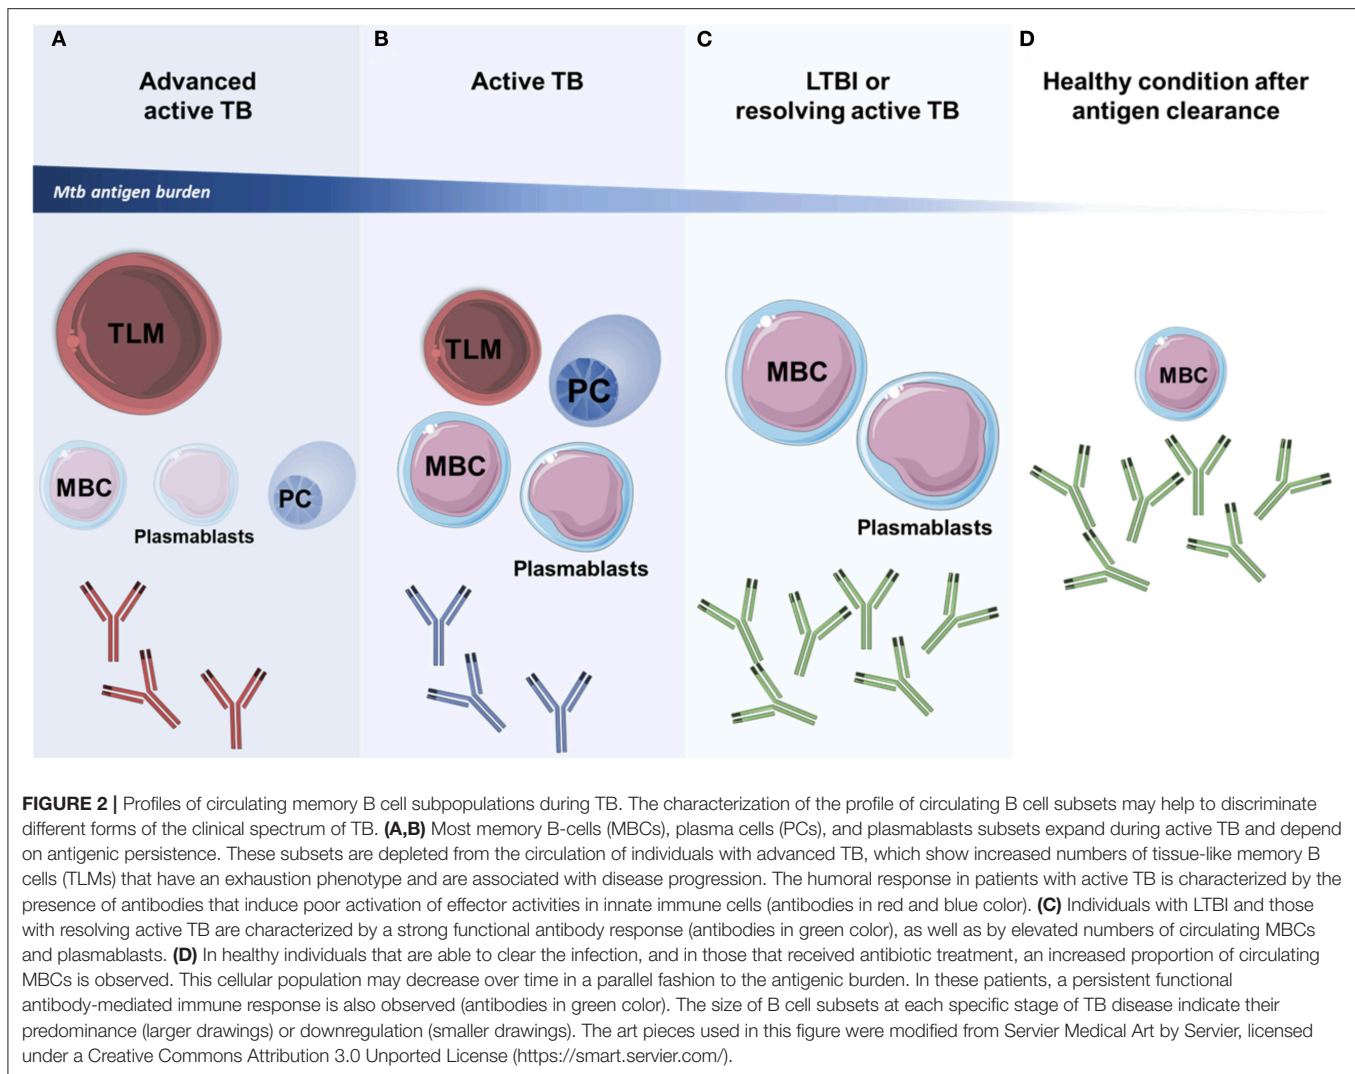 A
B
C
D
Advanced
active TB
Active TB
LTBI or
resolving active TB
Healthy condition after
antigen clearance
Mtb antigen burden
TLM
MBC
PC
Plasmablasts
TLM
PC
MBC
Plasmablasts
MBC
Plasmablasts
MBC
FIGURE 2 | Profiles of circulating memory B cell subpopulations during TB. The characterization of the profile of circulating B cell subsets may help to discriminate
different forms of the clinical spectrum of TB. (A,B) Most memory B-cells (MBCs), plasma cells (PCs), and plasmablasts subsets expand during active TB and depend
on antigenic persistence. These subsets are depleted from the circulation of individuals with advanced TB, which show increased numbers of tissue-like memory B
cells (TLMs) that have an exhaustion phenotype and are associated with disease progression. The humoral response in patients with active TB is characterized by the
presence of antibodies that induce poor activation of effector activities in innate immune cells (antibodies in red and blue color). (C) Individuals with LTBI and those
with resolving active TB are characterized by a strong functional antibody response (antibodies in green color), as well as by elevated numbers of circulating MBCs
and plasmablasts. (D) In healthy individuals that are able to clear the infection, and in those that received antibiotic treatment, an increased proportion of circulating
MBCs is observed. This cellular population may decrease over time in a parallel fashion to the antigenic burden. In these patients, a persistent functional
antibody-mediated immune response is also observed (antibodies in green color). The size of B cell subsets at each specific stage of TB disease indicate their
predominance (larger drawings) or downregulation (smaller drawings). The art pieces used in this figure were modified from Servier Medical Art by Servier, licensed
under a Creative Commons Attribution 3.0 Unported License (https://smart.servier.com/).